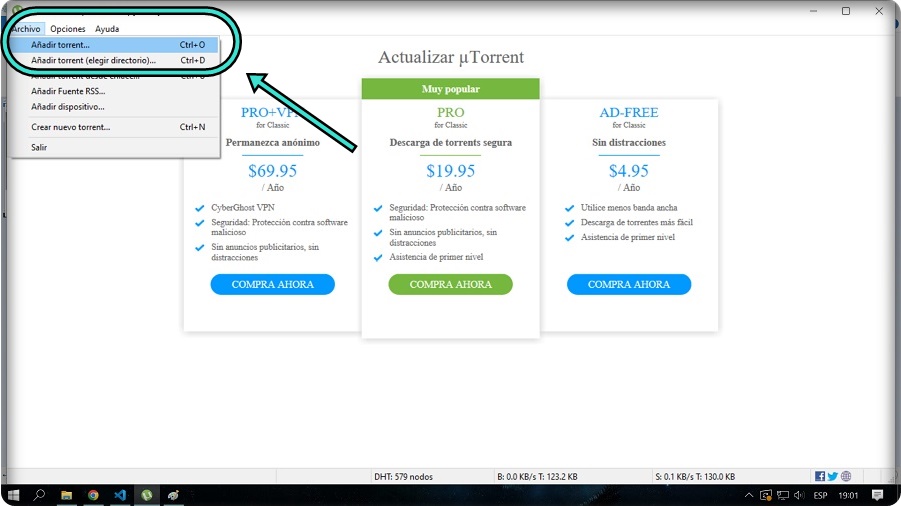 Archivo Opciones Ayuda
Añadir torrent... Ctrl+O
Añadir torrent (elegir directorio)... Ctrl+D
Añadir torrent desde enlace...
Añadir Fuente RSS...
Añadir dispositivo...
Crear nuevo torrent... Ctrl+N
Salir
Actualizar µTorrent
Muy popular
PRO+VPN
for Classic
Permanezca anónimo
$69.95
/ Año
CyberGhost VPN
Seguridad: Protección contra software
malicioso
Sin anuncios publicitarios, sin
distracciones
COMPRA AHORA
PRO
for Classic
Descarga de torrents segura
$19.95
/ Año
Seguridad: Protección contra software
malicioso
Sin anuncios publicitarios, sin
distracciones
Asistencia de primer nivel
COMPRA AHORA
AD-FREE
for Classic
Sin distracciones
$4.95
/ Año
Utilice menos banda ancha
Descarga de torrentes más fácil
Asistencia de primer nivel
COMPRA AHORA
DHT: 579 nodos
B: 0.0 KB/s T: 123.2 KB
S: 0.1 KB/s T: 130.0 KB
ESP
19:01